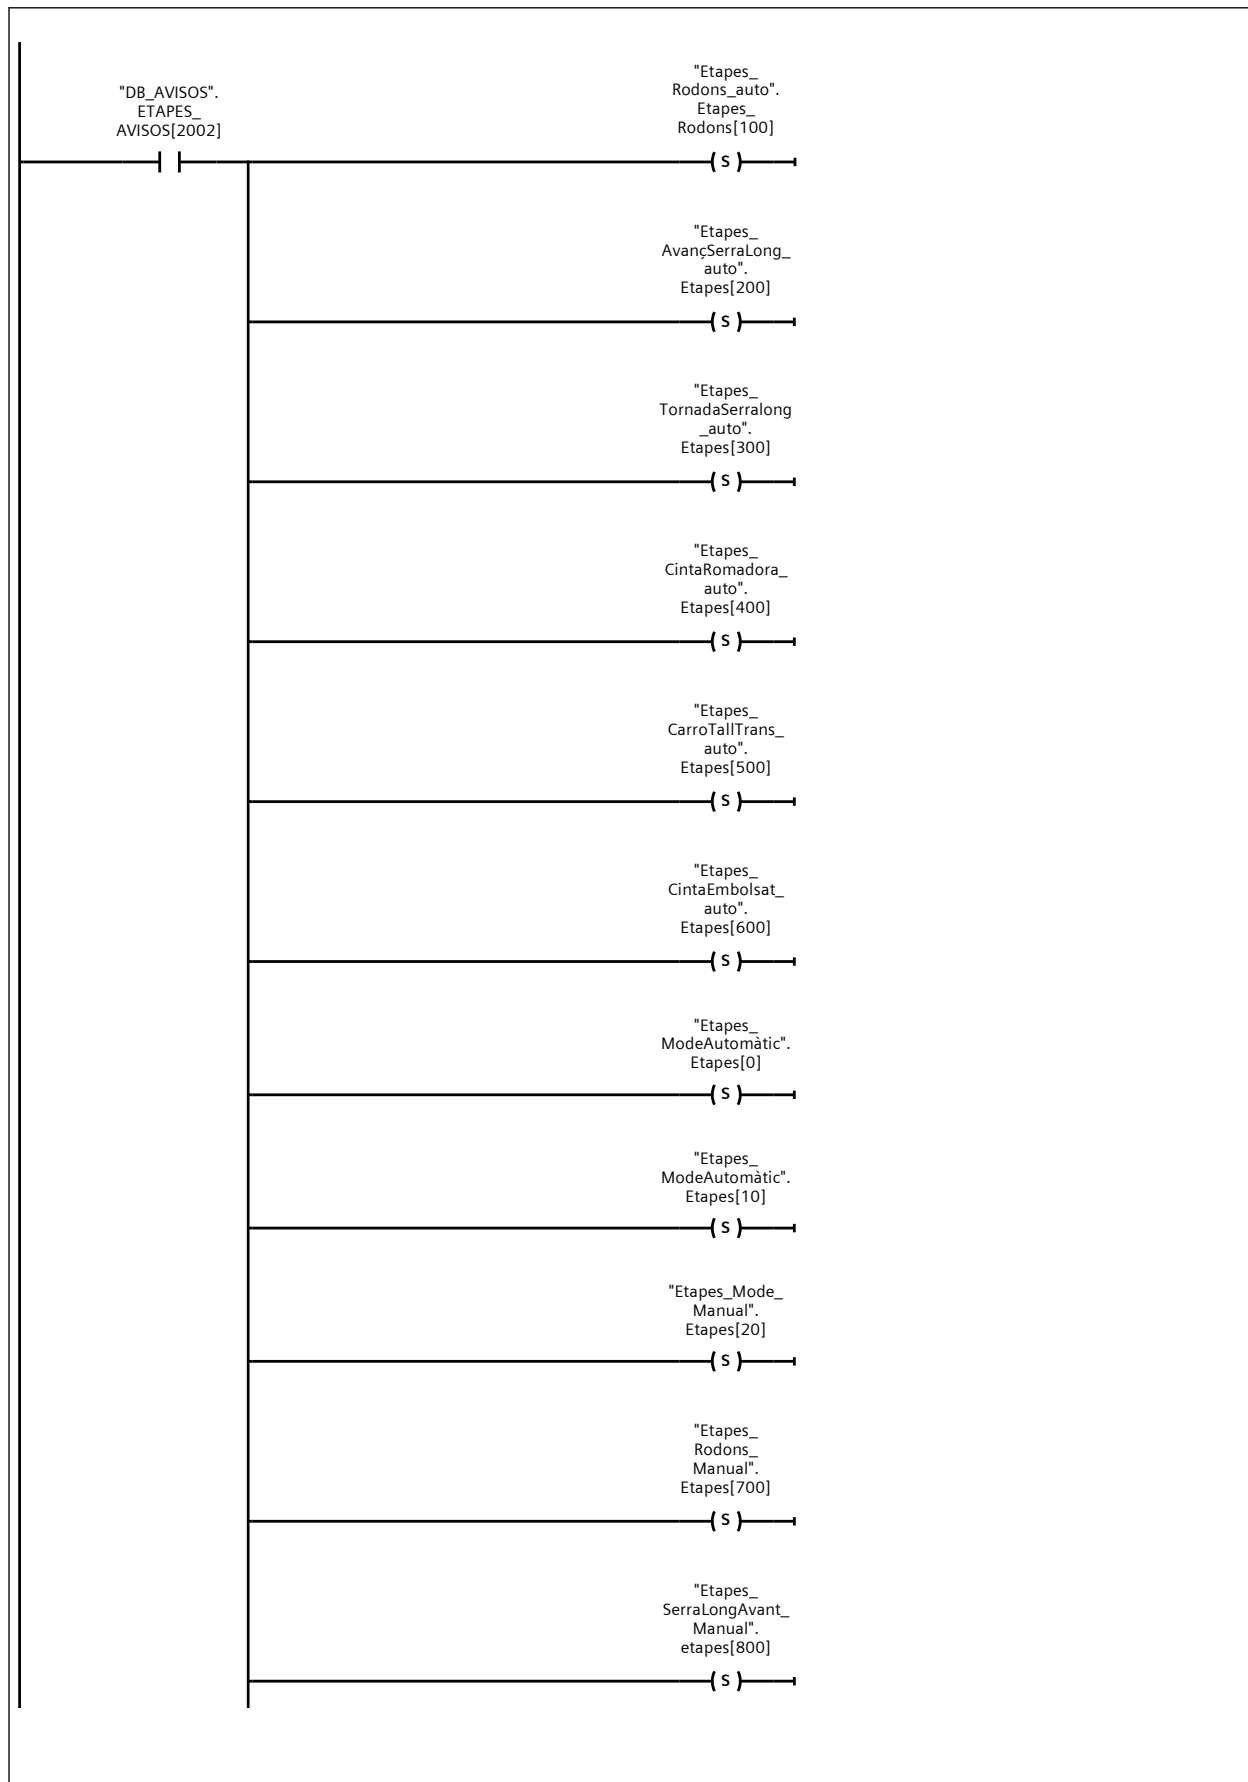 "DB_AVISOS".
ETAPES_
AVISOS[2002]
"Etapes_
Rodons_auto".
Etapes_
Rodons[100]
( S )
"Etapes_
AvançSerraLong_
auto".
Etapes[200]
( S )
"Etapes_
TornadaSerralong
_auto".
Etapes[300]
( S )
"Etapes_
CintaRomadora_
auto".
Etapes[400]
( S )
"Etapes_
CarroTallTrans_
auto".
Etapes[500]
( S )
"Etapes_
CintaEmbolsat_
auto".
Etapes[600]
( S )
"Etapes_
ModeAutomàtic".
Etapes[0]
( S )
"Etapes_
ModeAutomàtic".
Etapes[10]
( S )
"Etapes_Mode_
Manual".
Etapes[20]
( S )
"Etapes_
Rodons_
Manual".
Etapes[700]
( S )
"Etapes_
SerraLongAvant_
Manual".
etapes[800]
( S )